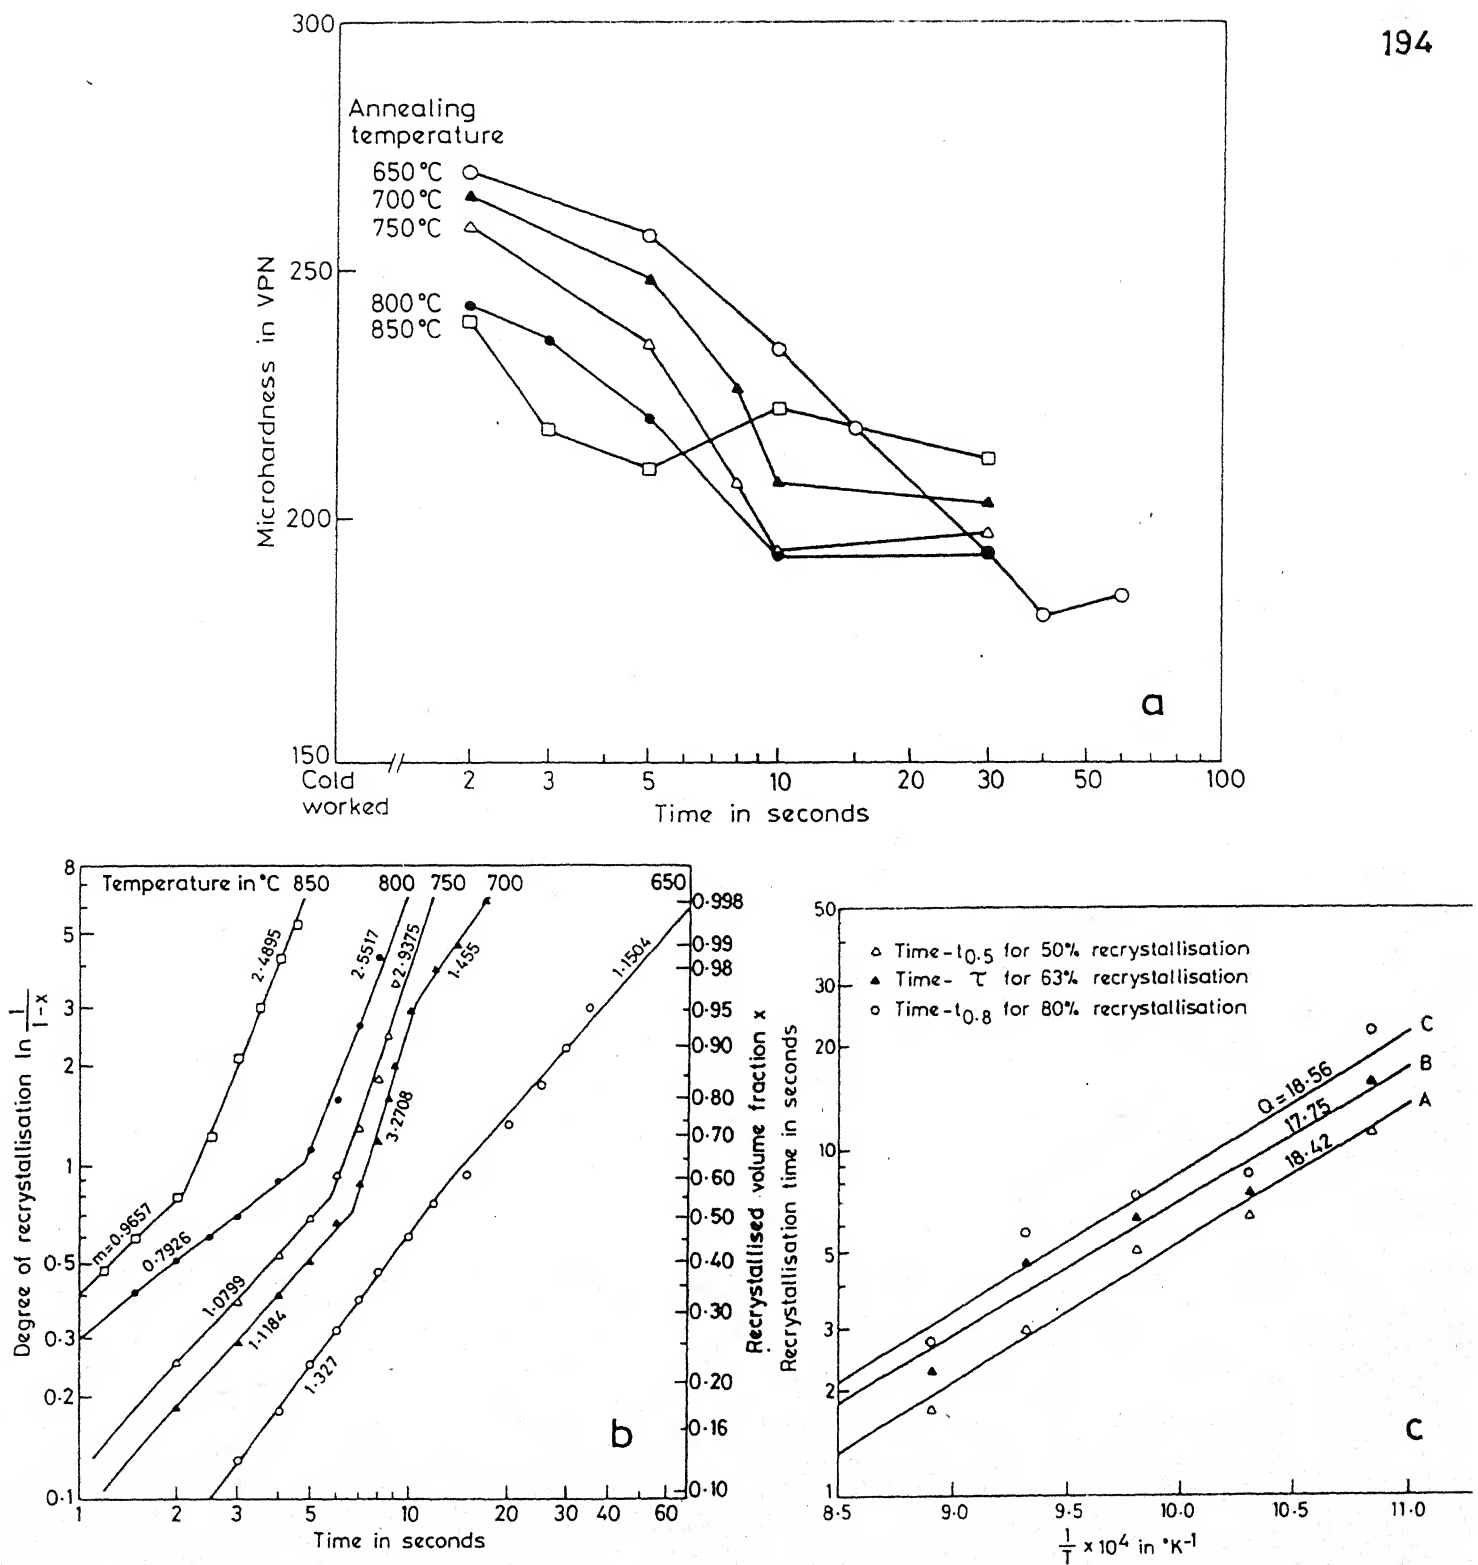 194
300
Annealing
temperature
650°C
700°C
750°C
800°C
850°C
250
200
150
Microhardness in VPN
Cold
worked
2 3 5 10 20 30 50 100
Time in seconds
a
Temperature in °C 850 800 750 700 650
8
5
3
2
1
0·5
0·3
0·2
0·1
Degree of recrystallisation ln 1/1-x
2·4895
2·5517
2·9375
1·455
1·1504
3·2708
m=0·9657
0·7926
1·0799
1·1184
1·327
0·998
0·99
0·98
0·95
0·90
0·80
0·70
0·60
0·50
0·40
0·30
0·20
0·16
0·10
Recrystallised volume fraction x
b
1 2 3 5 10 20 30 40 60
Time in seconds
50
30
20
10
5
3
2
1
Recrystallisation time in seconds
△ Time-t0.5 for 50% recrystallisation
▲ Time- τ for 63% recrystallisation
○ Time-t0.8 for 80% recrystallisation
Q=18·56
17·75
18·42
C
B
A
c
8·5 9·0 9·5 10·0 10·5 11·0
1/T × 10⁴ in °K⁻¹